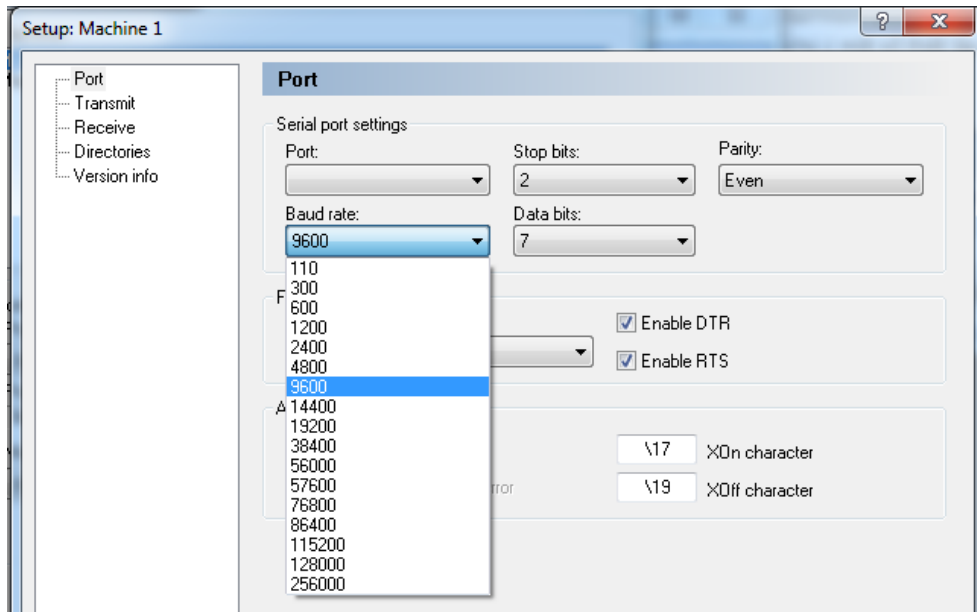 Setup: Machine 1
Port
Transmit
Receive
Directories
Version info
Port
Serial port settings
Port:
Stop bits:
Parity:
2
Even
Baud rate:
Data bits:
9600
7
110
300
600
1200
2400
4800
9600
14400
19200
38400
56000
57600
76800
86400
115200
128000
256000
Enable DTR
Enable RTS
\17 XOn character
\19 XOff character